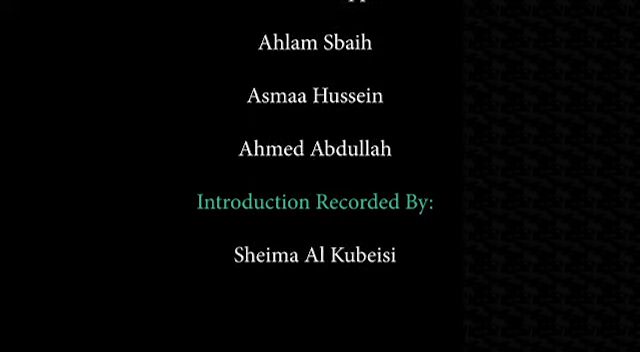 Ahlam Sbaih
Asmaa Hussein
Ahmed Abdullah
Introduction Recorded By:
Sheima Al Kubeisi